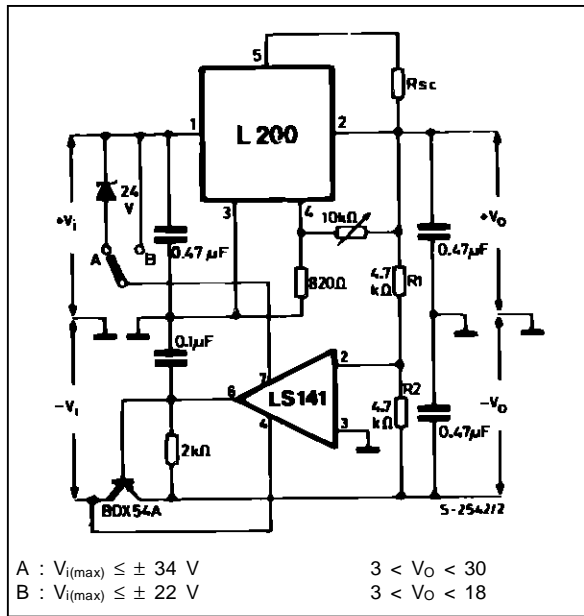 5
Rsc
1
L 200
2
24
V
3
4
10kΩ
+Vi
A
B
0.47µF
820Ω
4.7
kΩ
R1
0.47µF
+Vo
0.1µF
7
2
6
LS141
R2
−Vi
4
3
4.7
kΩ
0.47µF
−Vo
2kΩ
BDX54A
S-2542/2
A : Vi(max) ≤ ± 34 V 3 < VO < 30
B : Vi(max) ≤ ± 22 V 3 < VO < 18